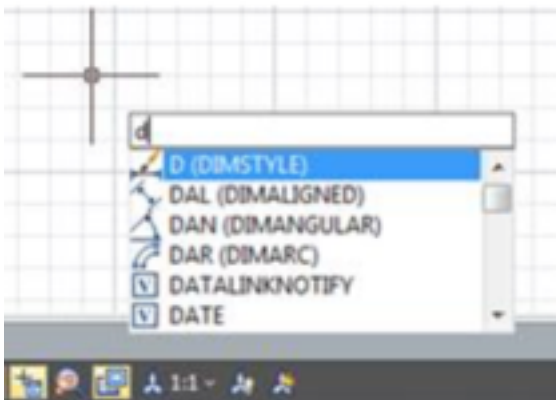 d
D (DIMSTYLE)
DAL (DIMALIGNED)
DAN (DIMANGULAR)
DAR (DIMARC)
V DATALINKNOTIFY
V DATE
1:1